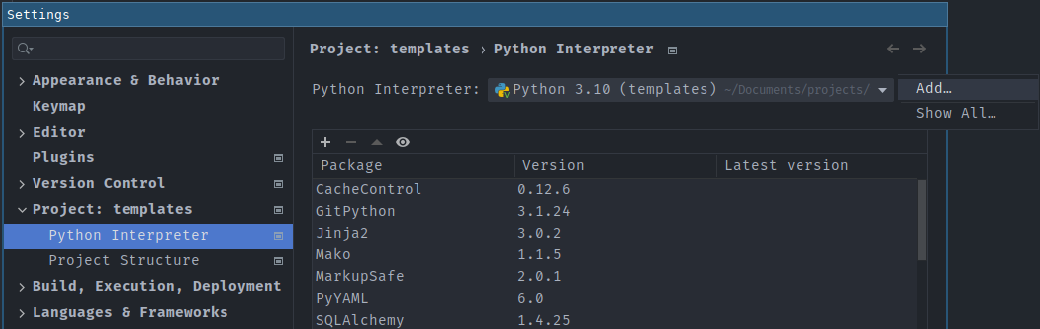 Settings
Appearance & Behavior
Keymap
Editor
Plugins
Version Control
Project: templates
Python Interpreter
Project Structure
Build, Execution, Deployment
Languages & Frameworks
Project: templates › Python Interpreter
Python Interpreter: Python 3.10 (templates) ~/Documents/projects/
Add…
Show All…
Package Version Latest version
CacheControl 0.12.6
GitPython 3.1.24
Jinja2 3.0.2
Mako 1.1.5
MarkupSafe 2.0.1
PyYAML 6.0
SQLAlchemy 1.4.25